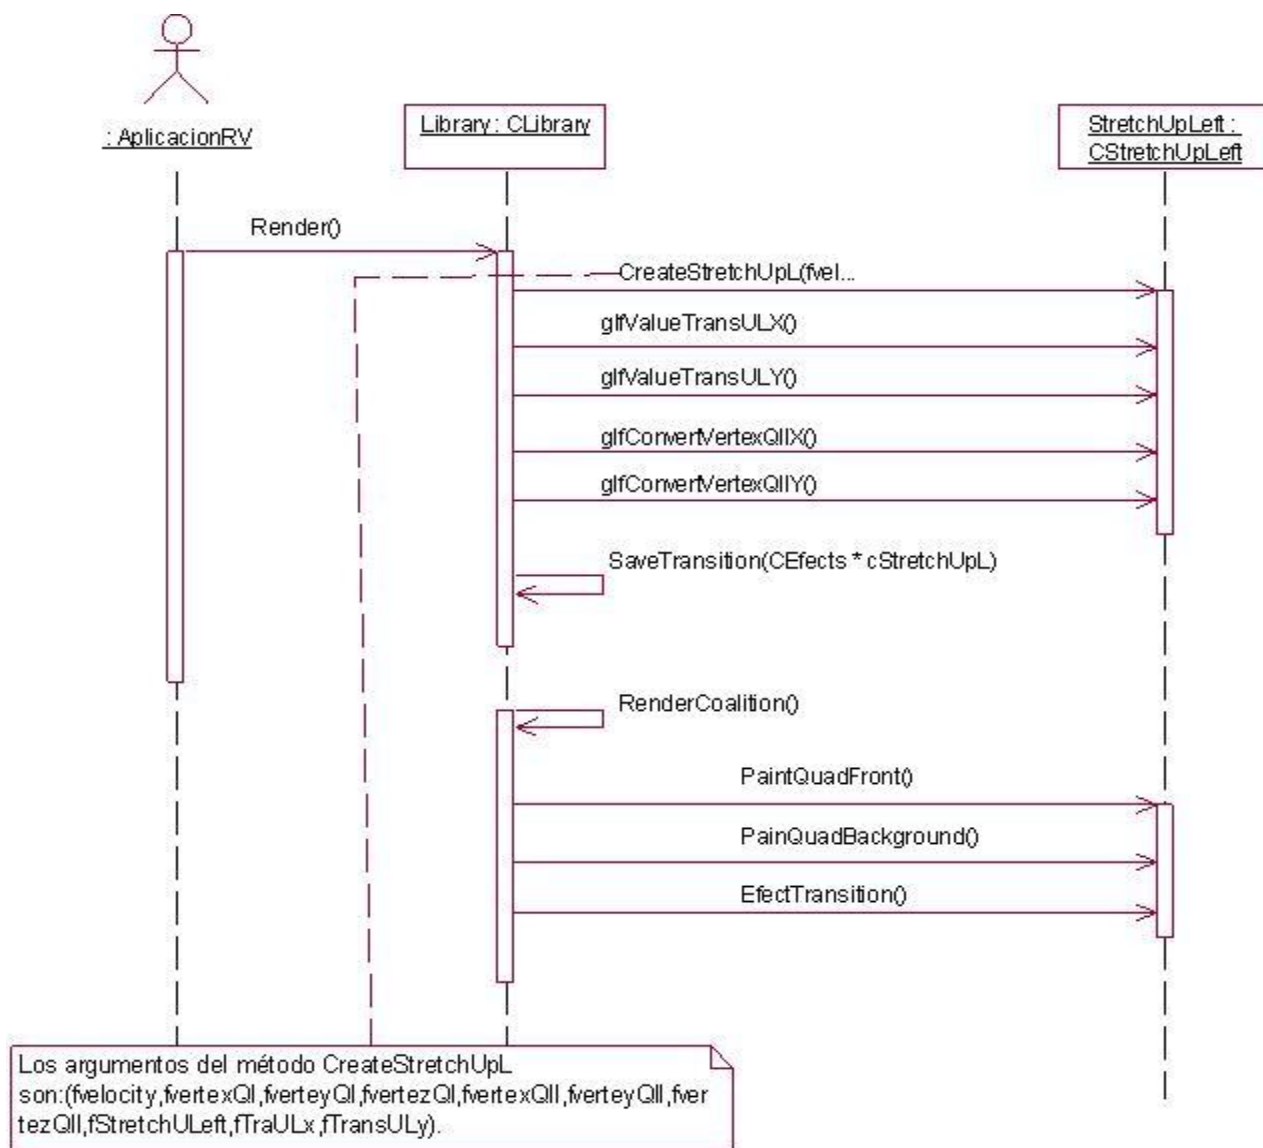 : AplicacionRV
Library : CLibrary
StretchUpLeft :
CStretchUpLeft
Render()
CreateStretchUpL(fvel...
glfValueTransULX()
glfValueTransULY()
glfConvertVertexQIIX()
glfConvertVertexQIIY()
SaveTransition(CEfects * cStretchUpL)
RenderCoalition()
PaintQuadFront()
PainQuadBackground()
EfectTransition()
Los argumentos del método CreateStretchUpL
son:(fvelocity,fvertexQI,fverteyQI,fvertezQI,fvertexQII,fverteyQII,fver
tezQII,fStretchULeft,fTraULx,fTransULy).